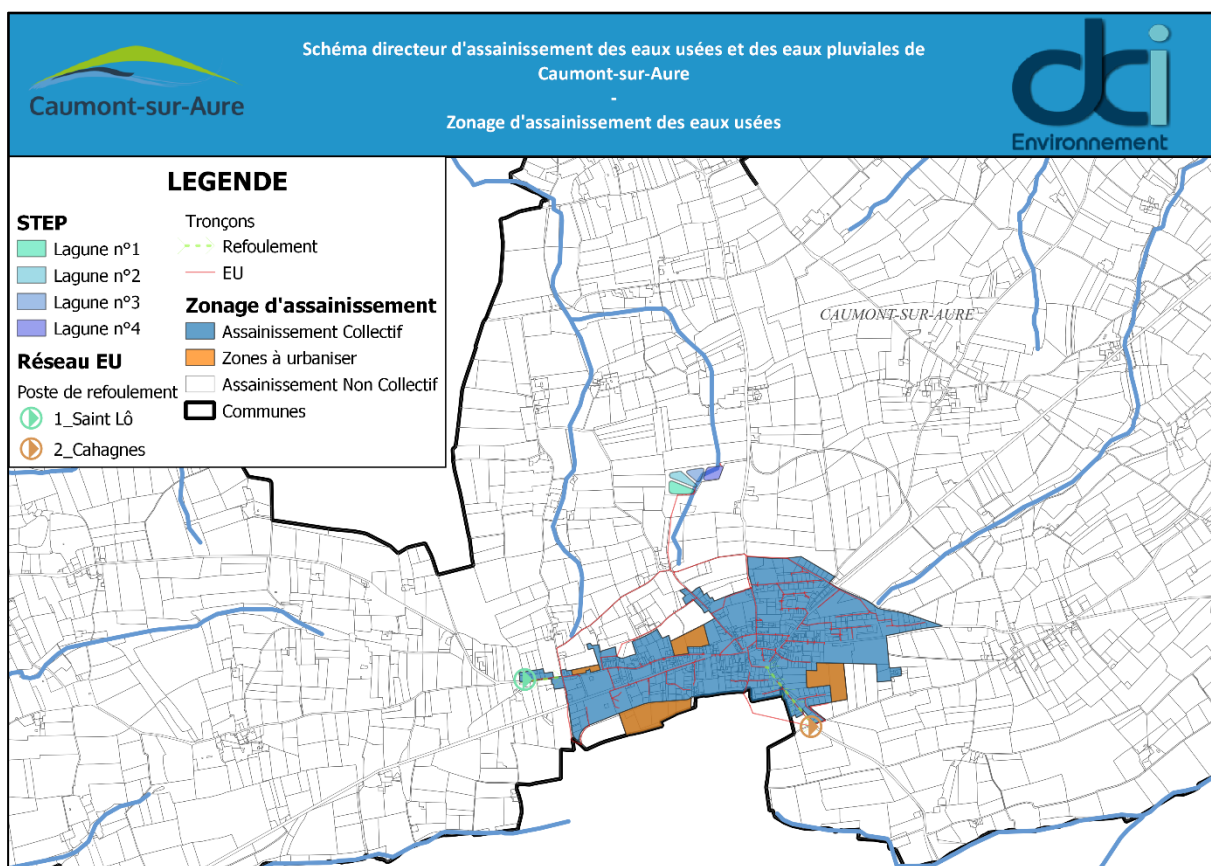 Schéma directeur d'assainissement des eaux usées et des eaux pluviales de
Caumont-sur-Aure
-
Zonage d'assainissement des eaux usées
Caumont-sur-Aure
dci
Environnement
LEGENDE
STEP
Lagune n°1
Lagune n°2
Lagune n°3
Lagune n°4
Réseau EU
Poste de refoulement
1_Saint Lô
2_Cahagnes
Tronçons
Refoulement
EU
Zonage d'assainissement
Assainissement Collectif
Zones à urbaniser
Assainissement Non Collectif
Communes
CAUMONT-SUR-AURE